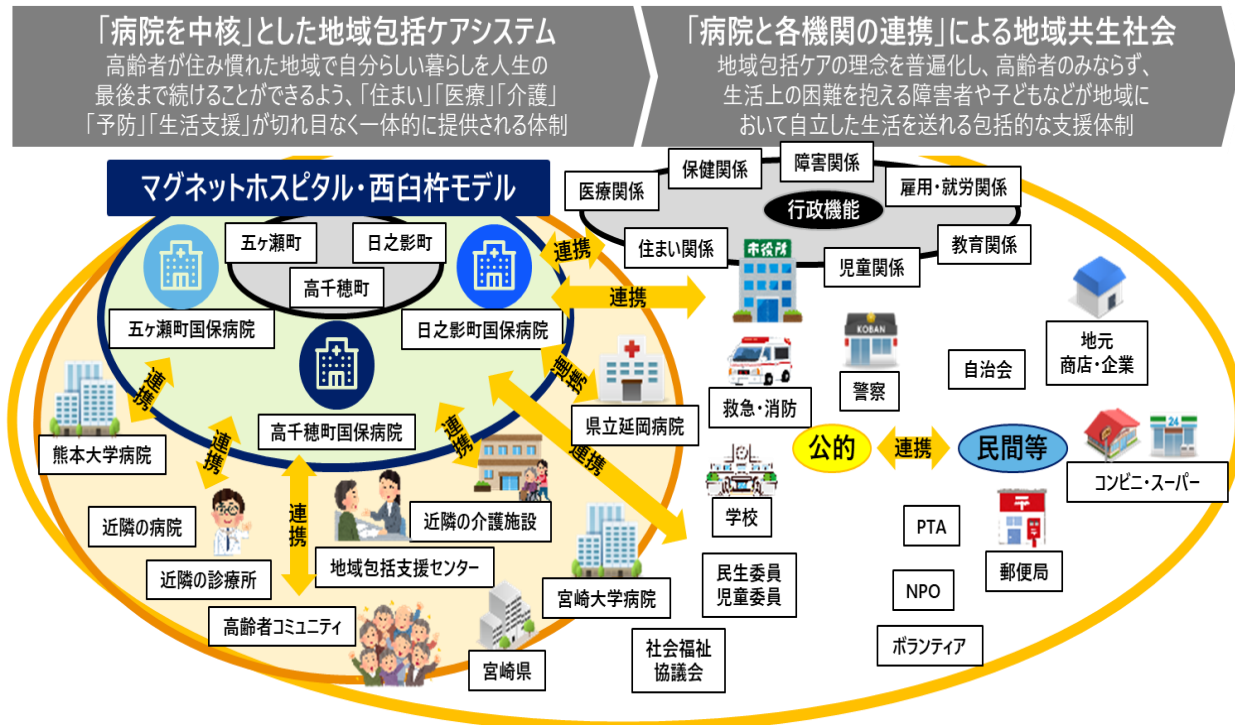 「病院を中核」とした地域包括ケアシステム
高齢者が住み慣れた地域で自分らしい暮らしを人生の
最後まで続けることができるよう、「住まい」「医療」「介護」
「予防」「生活支援」が切れ目なく一体的に提供される体制
「病院と各機関の連携」による地域共生社会
地域包括ケアの理念を普遍化し、高齢者のみならず、
生活上の困難を抱える障害者や子どもなどが地域に
おいて自立した生活を送れる包括的な支援体制
マグネットホスピタル・西臼杵モデル
五ヶ瀬町
日之影町
高千穂町
五ヶ瀬町国保病院
日之影町国保病院
高千穂町国保病院
医療関係
保健関係
障害関係
雇用・就労関係
行政機能
住まい関係
児童関係
教育関係
市役所
連携
連携
連携
連携
連携
連携
連携
連携
熊本大学病院
近隣の病院
近隣の診療所
高齢者コミュニティ
地域包括支援センター
近隣の介護施設
県立延岡病院
宮崎大学病院
宮崎県
救急・消防
KOBAN
警察
自治会
地元
商店・企業
公的
連携
民間等
24
コンビニ・スーパー
学校
民生委員
児童委員
社会福祉
協議会
PTA
NPO
ボランティア
郵便局